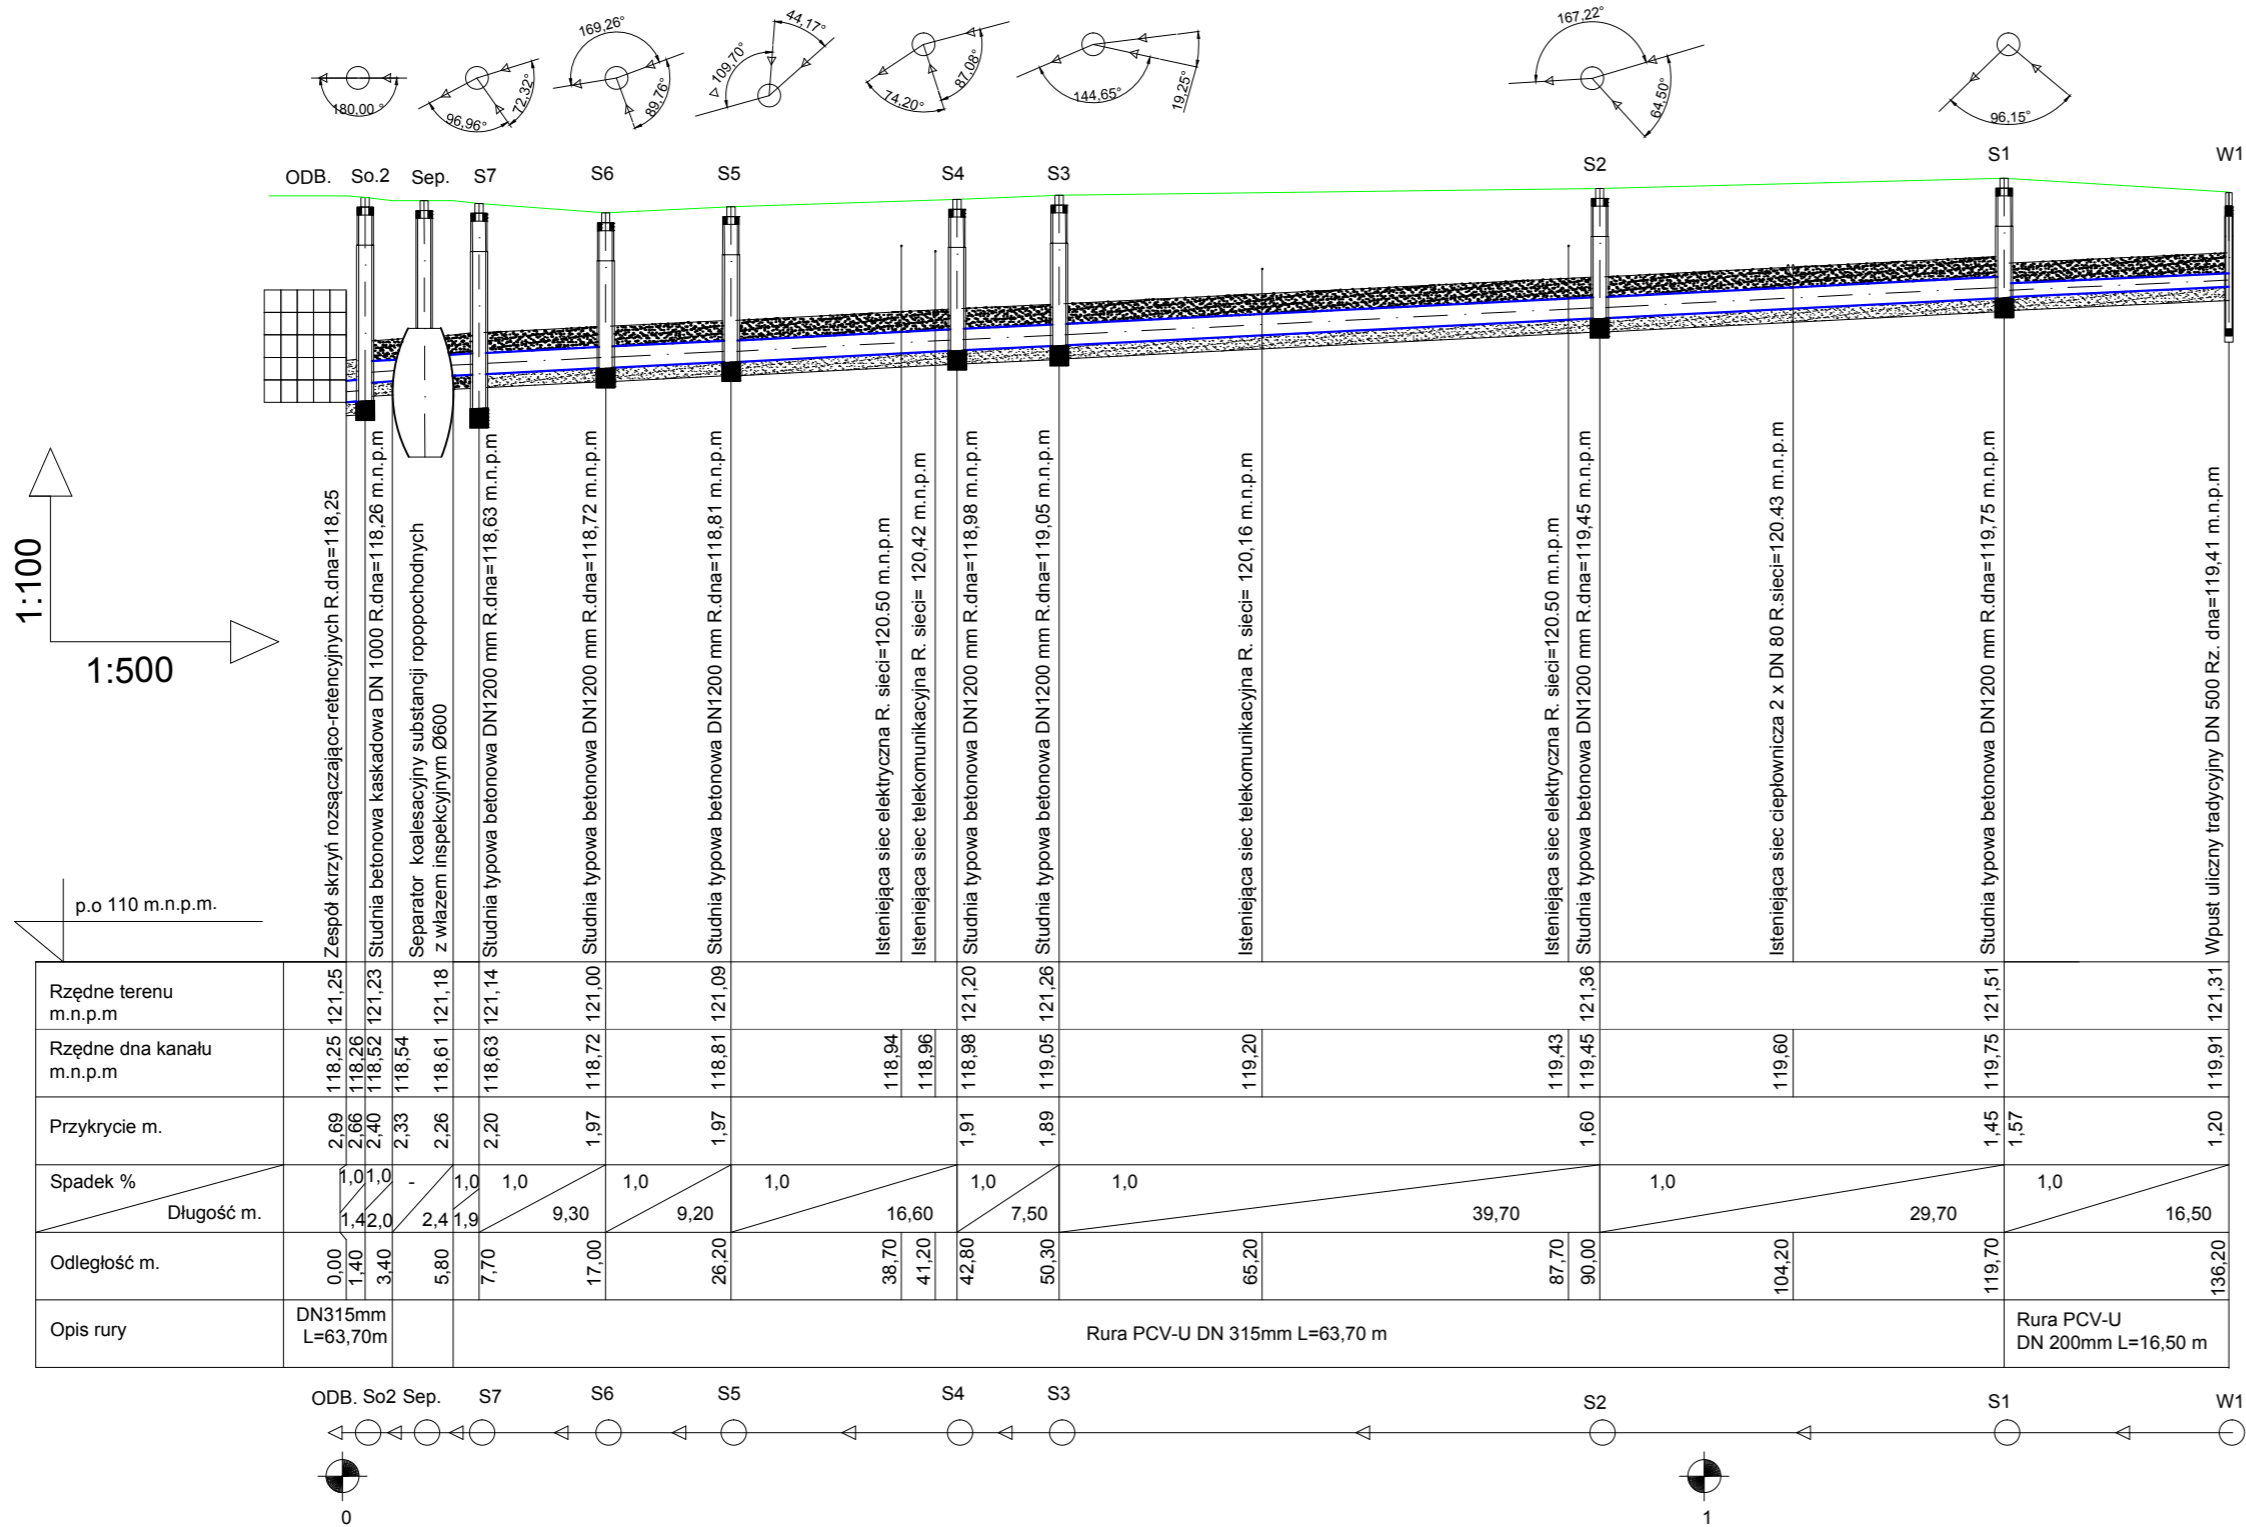 169,26°
44,17°
167,22°
109,70°
180,00 °
96,96°
72,32°
89,76°
74,20°
87,08°
144,65°
19,25°
64,50°
96,15°
ODB. So.2 Sep. S7 S6 S5 S4 S3 S2 S1 W1
1:100
1:500
p.o 110 m.n.p.m.
Zespół skrzyń rozsączająco-retencyjnych R.dna=118,25
Studnia betonowa kaskadowa DN 1000 R.dna=118,26 m.n.p.m
Separator koalesacyjny substancji ropopochodnych
z włazem inspekcyjnym Ø600
Studnia typowa betonowa DN1200 mm R.dna=118,63 m.n.p.m
Studnia typowa betonowa DN1200 mm R.dna=118,72 m.n.p.m
Studnia typowa betonowa DN1200 mm R.dna=118,81 m.n.p.m
Isteniejąca siec elektryczna R. sieci=120.50 m.n.p.m
Isteniejąca siec telekomunikacyjna R. sieci= 120,42 m.n.p.m
Studnia typowa betonowa DN1200 mm R.dna=118,98 m.n.p.m
Studnia typowa betonowa DN1200 mm R.dna=119,05 m.n.p.m
Isteniejąca siec telekomunikacyjna R. sieci= 120,16 m.n.p.m
Isteniejąca siec elektryczna R. sieci=120.50 m.n.p.m
Studnia typowa betonowa DN1200 mm R.dna=119,45 m.n.p.m
Isteniejąca siec ciepłownicza 2 x DN 80 R.sieci=120.43 m.n.p.m
Studnia typowa betonowa DN1200 mm R.dna=119,75 m.n.p.m
Wpust uliczny tradycyjny DN 500 Rz. dna=119,41 m.n.p.m
Rzędne terenu
m.n.p.m
121,25 121,23 121,18 121,14 121,00 121,09 121,20 121,26 121,36 121,51 121,31
Rzędne dna kanału
m.n.p.m
118,25 118,26 118,52 118,54 118,61 118,63 118,72 118,81 118,94 118,96 118,98 119,05 119,20 119,43 119,45 119,60 119,75 119,91
Przykrycie m.
2,69 2,66 2,40 2,33 2,26 2,20 1,97 1,97 1,91 1,89 1,60 1,45 1,57 1,20
Spadek %
1,0 1,0 - 1,0 1,0 1,0 1,0 1,0 1,0 1,0 1,0
Długość m.
1,4 2,0 2,4 1,9 9,30 9,20 16,60 7,50 39,70 29,70 16,50
Odległość m.
0,00 1,40 3,40 5,80 7,70 17,00 26,20 38,70 41,20 42,80 50,30 65,20 87,70 90,00 104,20 119,70 136,20
Opis rury
DN315mm
L=63,70m
Rura PCV-U DN 315mm L=63,70 m
Rura PCV-U
DN 200mm L=16,50 m
ODB. So2 Sep. S7 S6 S5 S4 S3 S2 S1 W1
0 1